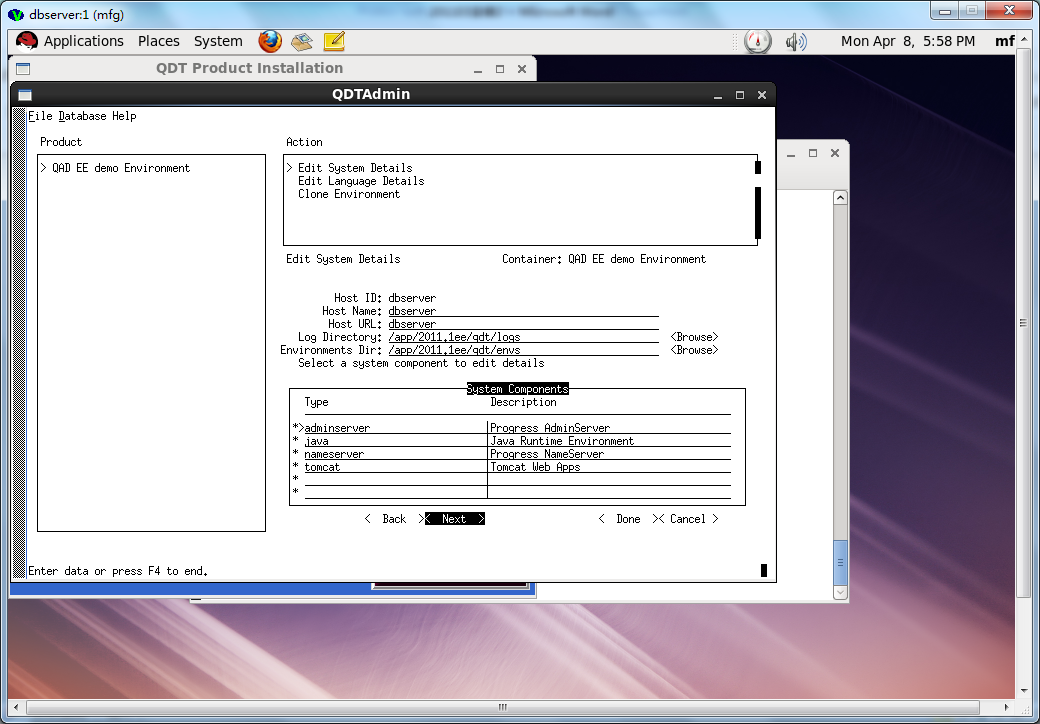 dbserver:1 (mfg)
Applications Places System
Mon Apr 8, 5:58 PM mf
QDT Product Installation
QDTAdmin
File Database Help
Product
Action
> QAD EE demo Environment
> Edit System Details
Edit Language Details
Clone Environment
Edit System Details Container: QAD EE demo Environment
Host ID: dbserver
Host Name: dbserver
Host URL: dbserver
Log Directory: /app/2011.1ee/qdt/logs <Browse>
Environments Dir: /app/2011.1ee/qdt/envs <Browse>
Select a system component to edit details
System Components
Type Description
*>adminserver Progress AdminServer
* java Java Runtime Environment
* nameserver Progress NameServer
* tomcat Tomcat Web Apps
*
*
< Back >< Next > < Done >< Cancel >
Enter data or press F4 to end.